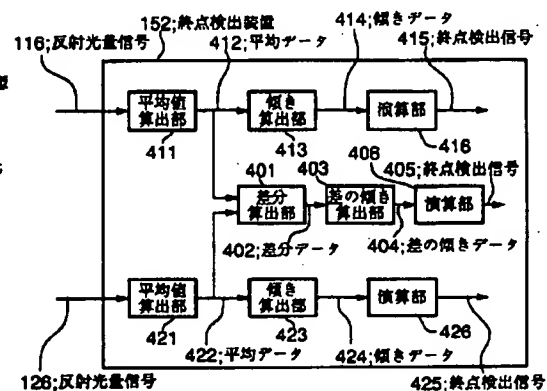 152;終点検出装置
414;傾きデータ
116;反射光量信号
412;平均データ
415;終点検出信号
平均値
算出部
411
傾き
算出部
413
演算部
416
401
差分
算出部
403
差の傾き
算出部
406
演算部
405;終点検出信号
402;差分データ
404;差の傾きデータ
平均値
算出部
421
傾き
算出部
423
演算部
426
422;平均データ
424;傾きデータ
126;反射光量信号
425;終点検出信号